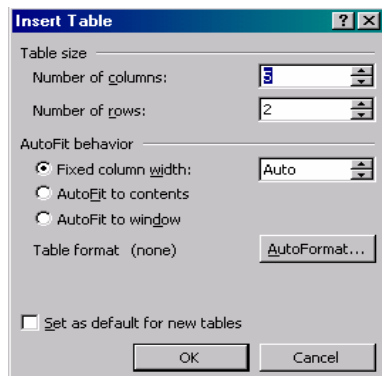 Insert Table
Table size
Number of columns: 5
Number of rows: 2
AutoFit behavior
Fixed column width: Auto
AutoFit to contents
AutoFit to window
Table format (none) AutoFormat...
Set as default for new tables
OK Cancel